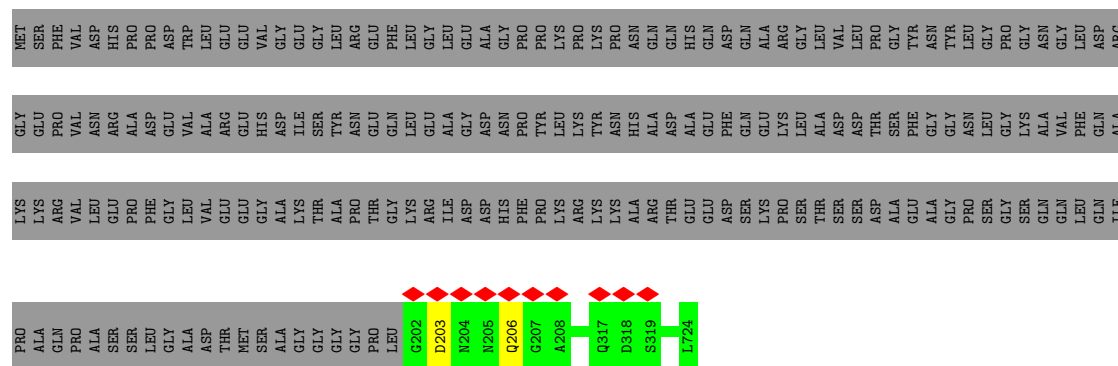 MET SER PHE VAL ASP HIS PRO PRO ASP TRP LEU GLU GLU VAL GLY GLU GLY LEU ARG GLU PHE LEU GLY LEU GLU ALA GLY PRO PRO LYS PRO LYS PRO ASN GLN GLN HIS GLN ASP GLN ALA ARG GLY LEU VAL LEU PRO GLY TYR ASN TYR LEU GLY PRO GLY ASN GLY LEU ASP ARG
GLY GLU PRO VAL ASN ARG ALA ASP GLU VAL ALA ARG GLU HIS ASP ILE SER TYR ASN GLU GLN LEU GLU ALA GLY ASP ASN PRO TYR LEU LYS TYR ASN HIS ALA ASP ALA GLU PHE GLN GLU LYS LEU ALA ASP ASP THR SER PHE GLY GLY ASN LEU GLY LYS ALA VAL PHE GLN ALA
LYS LYS ARG VAL LEU GLU PRO PHE GLY LEU VAL GLU GLU GLY ALA LYS THR ALA PRO THR GLY LYS ARG ILE ASP ASP HIS PHE PRO LYS ARG LYS LYS ALA ARG THR GLU GLU ASP SER LYS PRO SER THR SER SER ASP ALA GLU ALA GLY PRO SER GLY SER GLN GLN LEU GLN ILE
PRO ALA GLN PRO ALA SER SER LEU GLY ALA ASP THR MET SER ALA GLY GLY GLY GLY PRO LEU G202 D203 N204 N205 Q206 G207 A208 Q317 D318 S319 L724